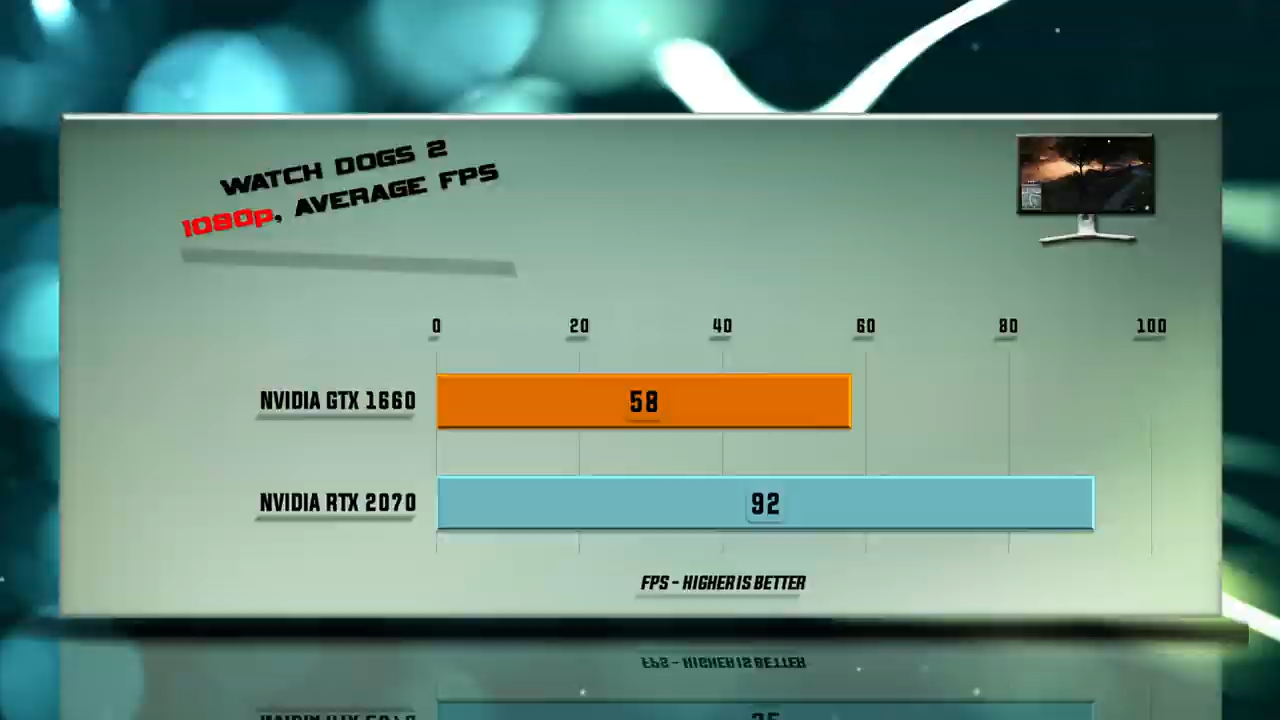 WATCH DOGS 2
1080p, AVERAGE FPS
0 20 40 60 80 100
NVIDIA GTX 1660 58
NVIDIA RTX 2070 92
FPS - HIGHER IS BETTER